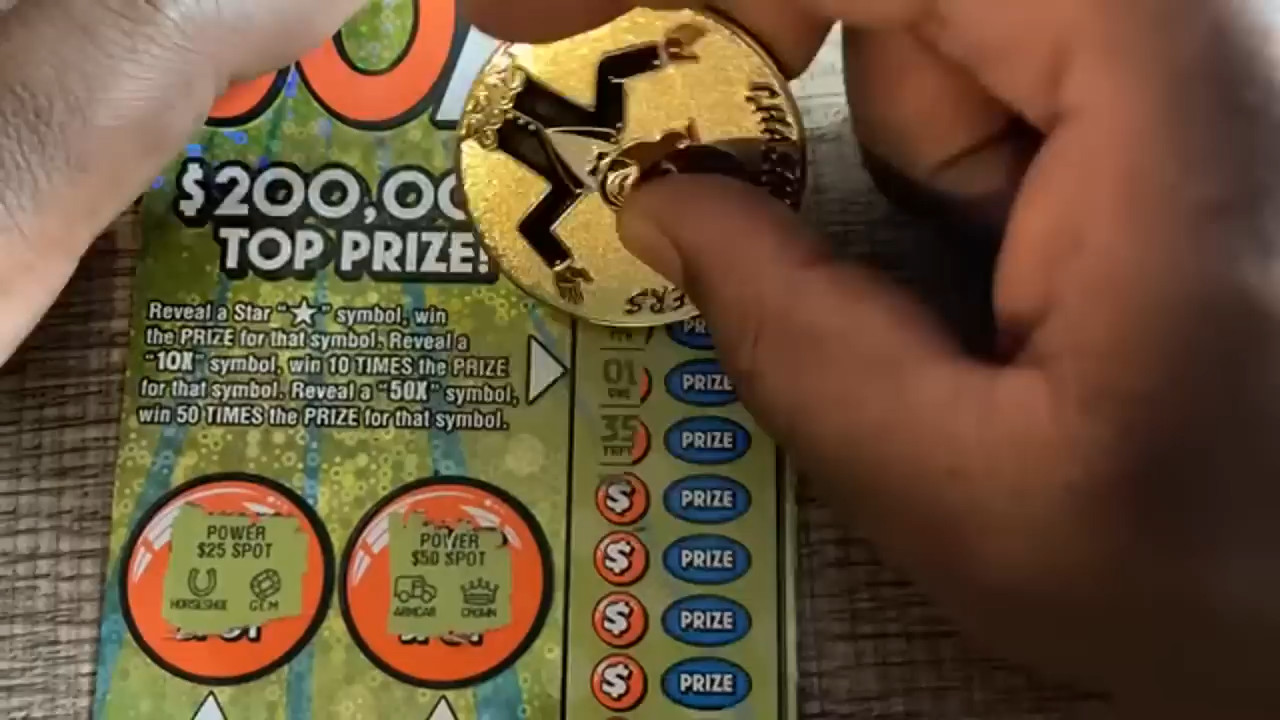 $200,00
TOP PRIZE!
Reveal a Star "★" symbol, win
the PRIZE for that symbol. Reveal a
"10X" symbol, win 10 TIMES the PRIZE
for that symbol. Reveal a "50X" symbol,
win 50 TIMES the PRIZE for that symbol.
POWER
$25 SPOT
HORSESHOE GEM
POWER
$50 SPOT
ARMCAR CROWN
01
ONE
PRIZE
35
PRIZE
$ PRIZE
$ PRIZE
$ PRIZE
$ PRIZE